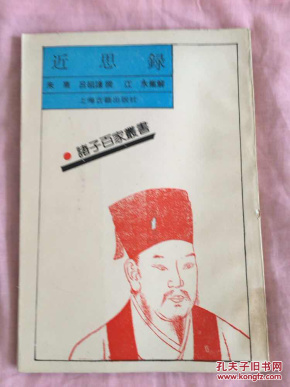 近思録
朱熹 呂祖謙 撰 江永集解
上海古籍出版社
諸子百家叢書
孔夫子旧书网